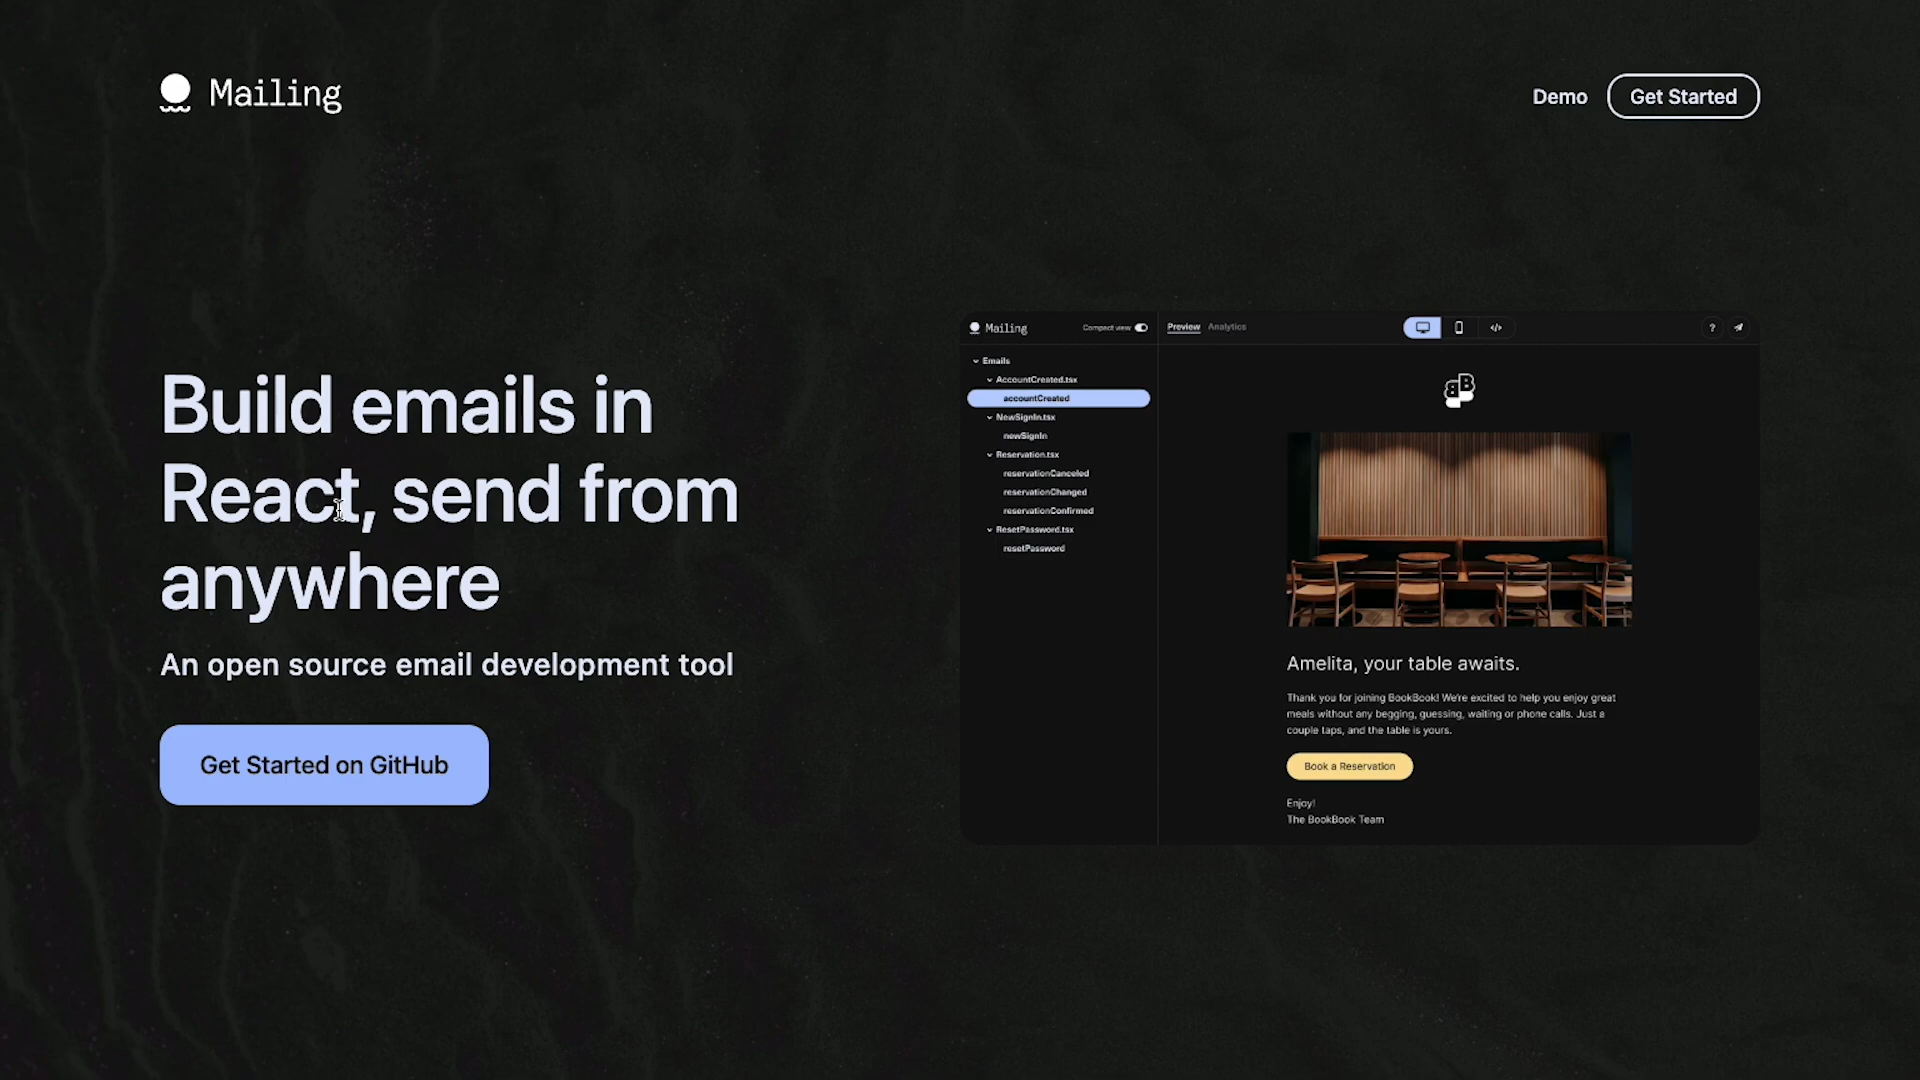 Mailing
Demo
Get Started
Build emails in
React, send from
anywhere
An open source email development tool
Get Started on GitHub
Mailing
Compact view
Preview
Analytics
</>
?
Emails
AccountCreated.tsx
accountCreated
NewSignIn.tsx
newSignIn
Reservation.tsx
reservationCanceled
reservationChanged
reservationConfirmed
ResetPassword.tsx
resetPassword
BB
Amelita, your table awaits.
Thank you for joining BookBook! We're excited to help you enjoy great
meals without any begging, guessing, waiting or phone calls. Just a
couple taps, and the table is yours.
Book a Reservation
Enjoy!
The BookBook Team